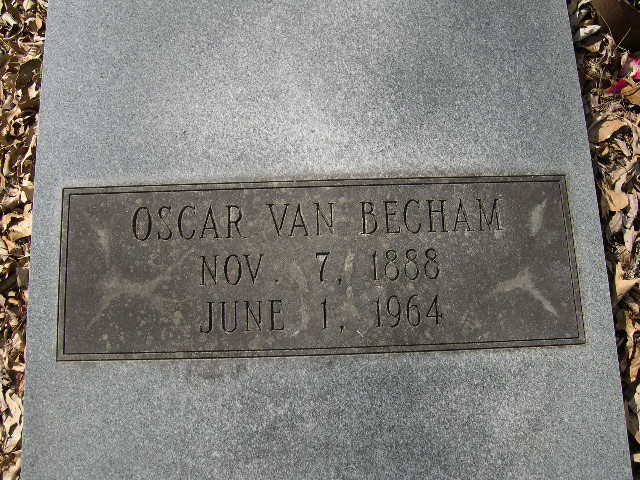 OSCAR VAN BECHAM
NOV. 7, 1888
JUNE 1, 1964